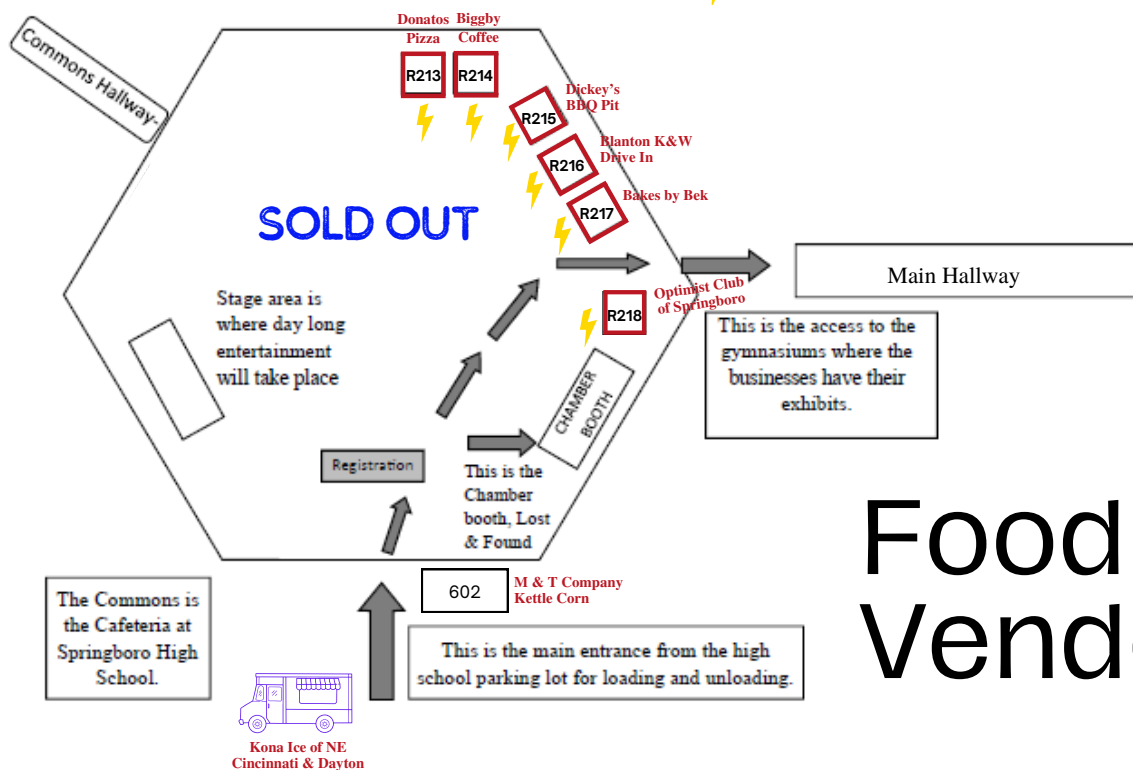 Donatos
Pizza
Biggby
Coffee
Commons Hallway-
R213
R214
Dickey's
BBQ Pit
R215
Blanton K&W
Drive In
R216
Bakes by Bek
R217
SOLD OUT
Main Hallway
Optimist Club
of Springboro
R218
Stage area is
where day long
entertainment
will take place
This is the access to the
gymnasiums where the
businesses have their
exhibits.
CHAMBER
BOOTH
Registration
This is the
Chamber
booth, Lost
& Found
Food
Vend
602
M & T Company
Kettle Corn
The Commons is
the Cafeteria at
Springboro High
School.
This is the main entrance from the high
school parking lot for loading and unloading.
Kona Ice of NE
Cincinnati & Dayton